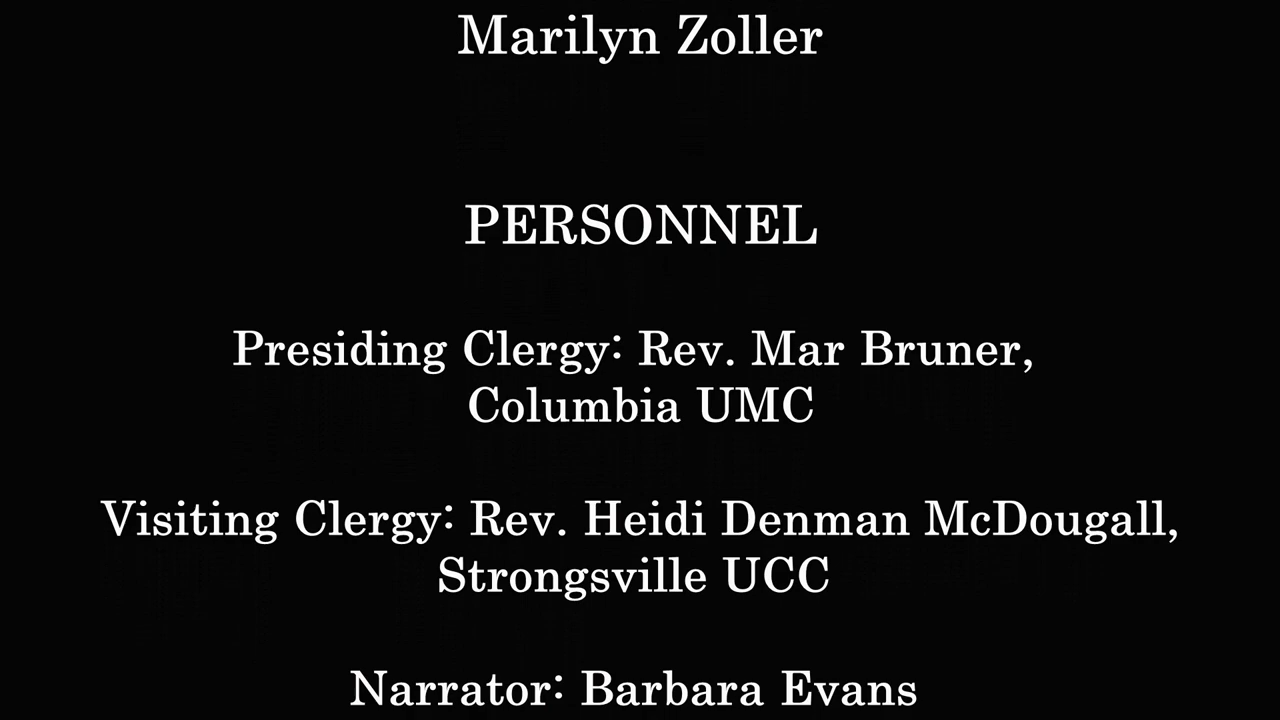 Marilyn Zoller
PERSONNEL
Presiding Clergy: Rev. Mar Bruner,
Columbia UMC
Visiting Clergy: Rev. Heidi Denman McDougall,
Strongsville UCC
Narrator: Barbara Evans